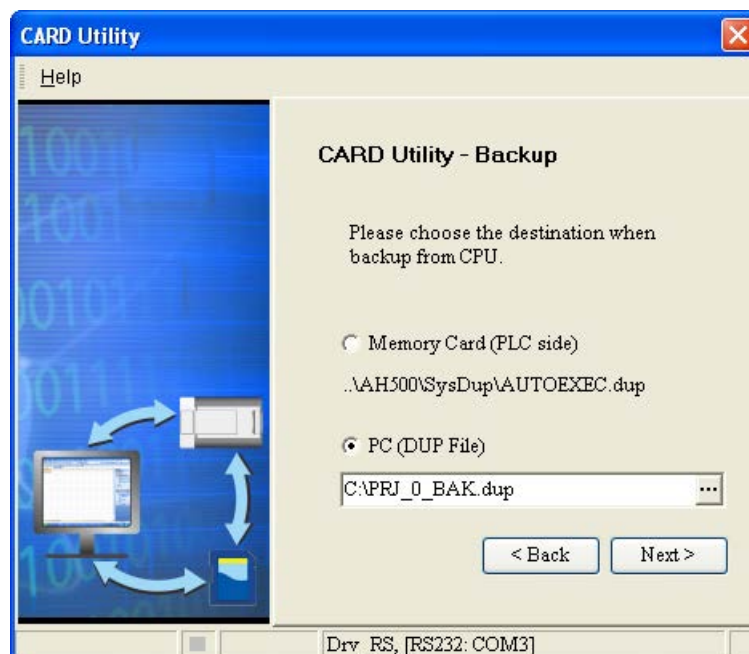 CARD Utility
Help
CARD Utility - Backup
Please choose the destination when
backup from CPU.
Memory Card (PLC side)
..\AH500\SysDup\AUTOEXEC.dup
PC (DUP File)
C:\PRJ_0_BAK.dup
...
< Back
Next >
Drv_RS, [RS232: COM3]